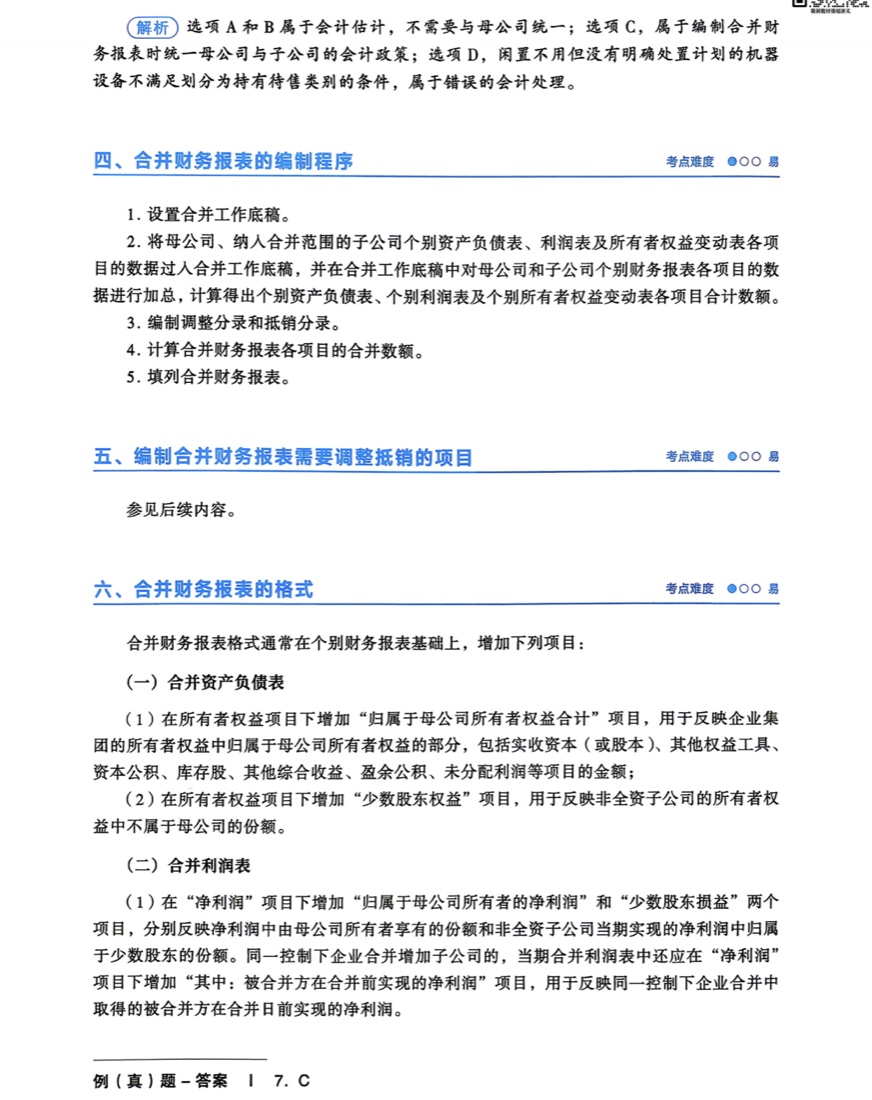 解析 选项 A 和 B 属于会计估计，不需要与母公司统一；选项 C，属于编制合并财
务报表时统一母公司与子公司的会计政策；选项 D，闲置不用但没有明确处置计划的机器
设备不满足划分为持有待售类别的条件，属于错误的会计处理。
四、合并财务报表的编制程序 考点难度 易
1. 设置合并工作底稿。
2. 将母公司、纳入合并范围的子公司个别资产负债表、利润表及所有者权益变动表各项
目的数据过入合并工作底稿，并在合并工作底稿中对母公司和子公司个别财务报表各项目的数
据进行加总，计算得出个别资产负债表、个别利润表及个别所有者权益变动表各项目合计数额。
3. 编制调整分录和抵销分录。
4. 计算合并财务报表各项目的合并数额。
5. 填列合并财务报表。
五、编制合并财务报表需要调整抵销的项目 考点难度 易
参见后续内容。
六、合并财务报表的格式 考点难度 易
合并财务报表格式通常在个别财务报表基础上，增加下列项目：
（一）合并资产负债表
（1）在所有者权益项目下增加“归属于母公司所有者权益合计”项目，用于反映企业集
团的所有者权益中归属于母公司所有者权益的部分，包括实收资本（或股本）、其他权益工具、
资本公积、库存股、其他综合收益、盈余公积、未分配利润等项目的金额；
（2）在所有者权益项目下增加“少数股东权益”项目，用于反映非全资子公司的所有者权
益中不属于母公司的份额。
（二）合并利润表
（1）在“净利润”项目下增加“归属于母公司所有者的净利润”和“少数股东损益”两个
项目，分别反映净利润中由母公司所有者享有的份额和非全资子公司当期实现的净利润中归属
于少数股东的份额。同一控制下企业合并增加子公司的，当期合并利润表中还应在“净利润”
项目下增加“其中：被合并方在合并前实现的净利润”项目，用于反映同一控制下企业合并中
取得的被合并方在合并日前实现的净利润。
例（真）题－答案 | 7. C